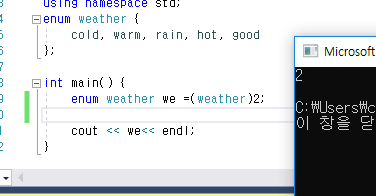 using namespace std;
enum weather {
cold, warm, rain, hot, good
};
int main() {
enum weather we =(weather)2;
cout << we<< endl;
}
Microsoft
2
C:\Users\c
이 창을 닫